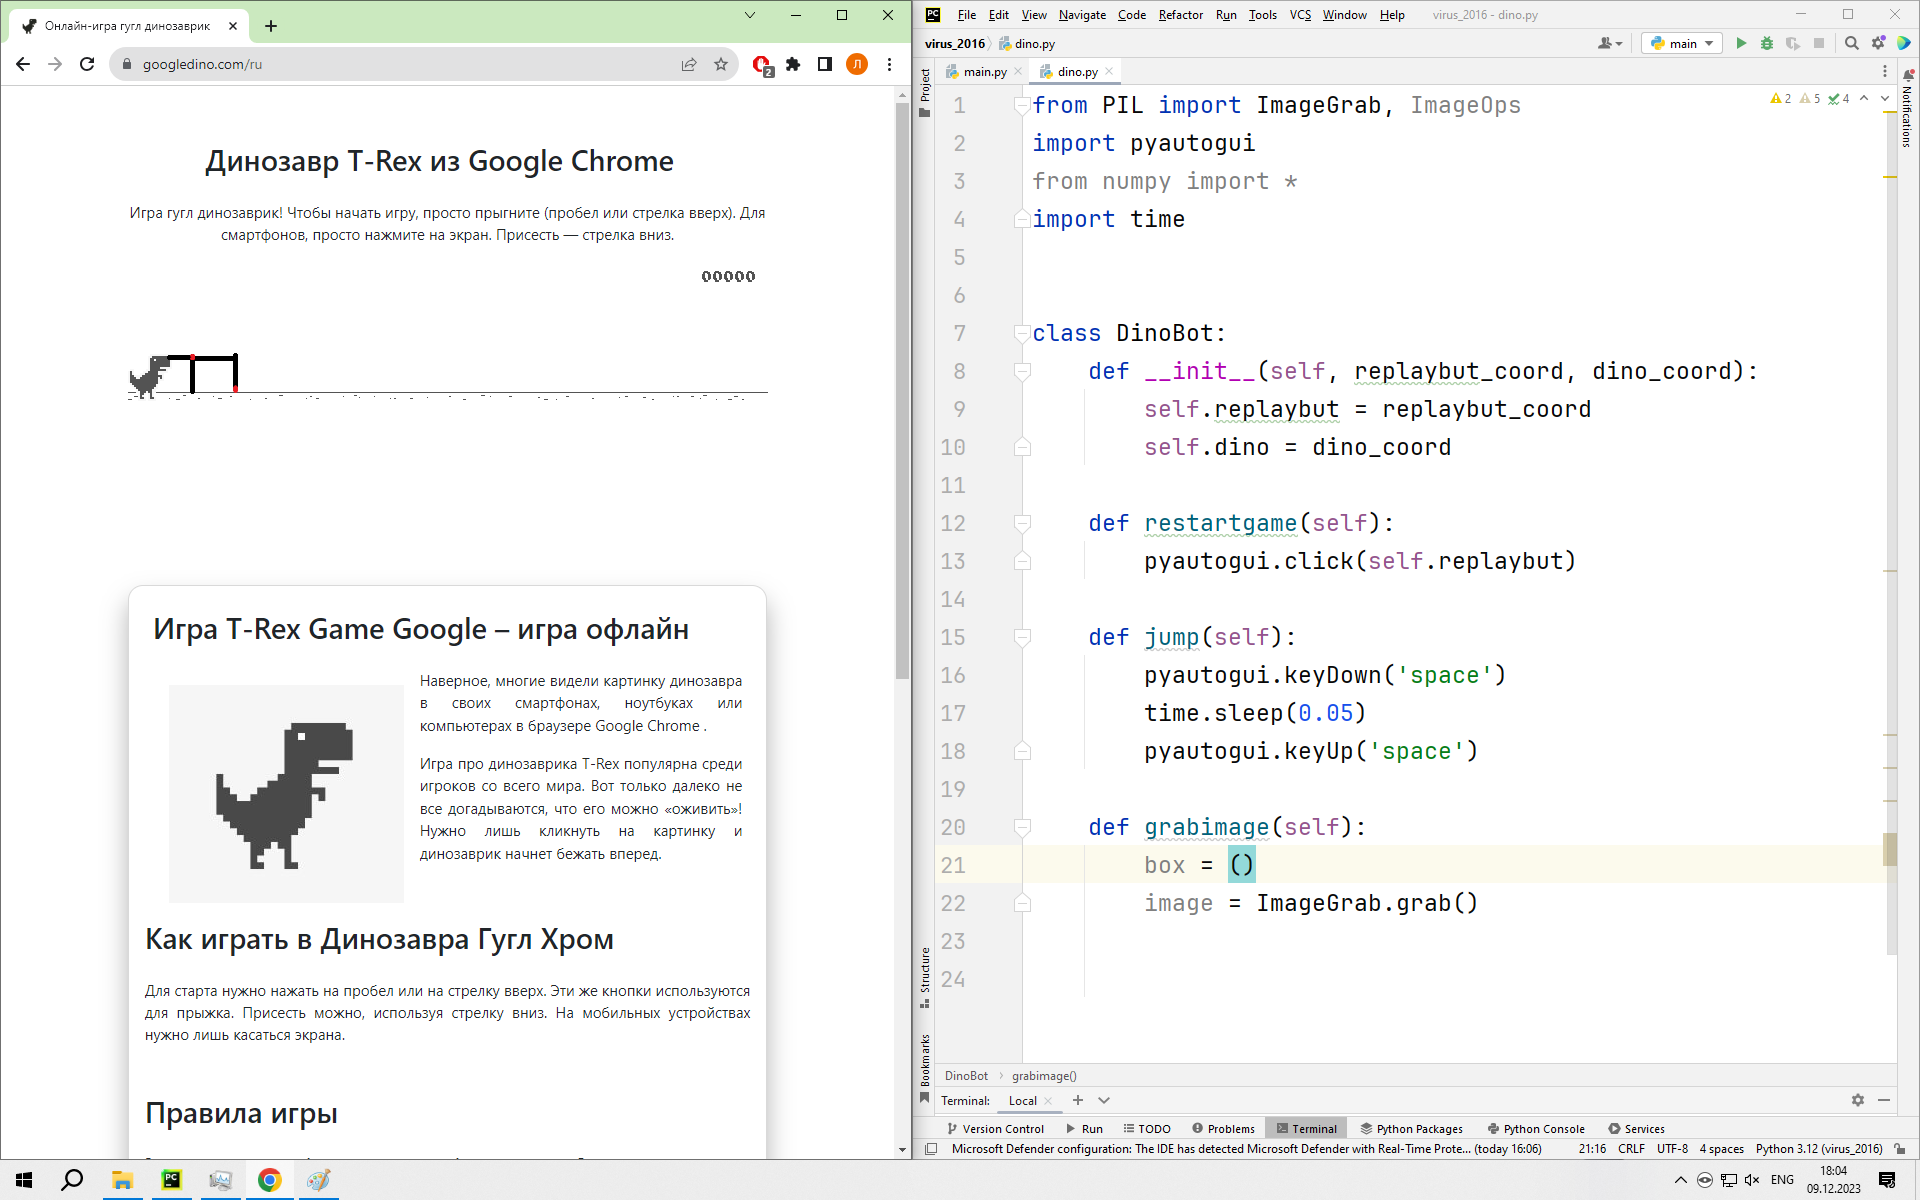 Онлайн-игра гугл динозаврик
googledino.com/ru
2
Л
Динозавр T-Rex из Google Chrome
Игра гугл динозаврик! Чтобы начать игру, просто прыгните (пробел или стрелка вверх). Для
смартфонов, просто нажмите на экран. Присесть — стрелка вниз.
00000
Игра T-Rex Game Google – игра офлайн
Наверное, многие видели картинку динозавра
в своих смартфонах, ноутбуках или
компьютерах в браузере Google Chrome .
Игра про динозаврика T-Rex популярна среди
игроков со всего мира. Вот только далеко не
все догадываются, что его можно «оживить»!
Нужно лишь кликнуть на картинку и
динозаврик начнет бежать вперед.
Как играть в Динозавра Гугл Хром
Для старта нужно нажать на пробел или на стрелку вверх. Эти же кнопки используются
для прыжка. Присесть можно, используя стрелку вниз. На мобильных устройствах
нужно лишь касаться экрана.
Правила игры
PC File Edit View Navigate Code Refactor Run Tools VCS Window Help virus_2016 - dino.py
virus_2016 dino.py main
Project
main.py dino.py
Notifications
2 5 4
1 from PIL import ImageGrab, ImageOps
2 import pyautogui
3 from numpy import *
4 import time
5
6
7 class DinoBot:
8 def __init__(self, replaybut_coord, dino_coord):
9 self.replaybut = replaybut_coord
10 self.dino = dino_coord
11
12 def restartgame(self):
13 pyautogui.click(self.replaybut)
14
15 def jump(self):
16 pyautogui.keyDown('space')
17 time.sleep(0.05)
18 pyautogui.keyUp('space')
19
20 def grabimage(self):
21 box = ()
22 image = ImageGrab.grab()
23
24
Structure
Bookmarks
DinoBot grabimage()
Terminal: Local
Version Control Run TODO Problems Terminal Python Packages Python Console Services
Microsoft Defender configuration: The IDE has detected Microsoft Defender with Real-Time Prote... (today 16:06) 21:16 CRLF UTF-8 4 spaces Python 3.12 (virus_2016)
PC
ENG
18:04
09.12.2023